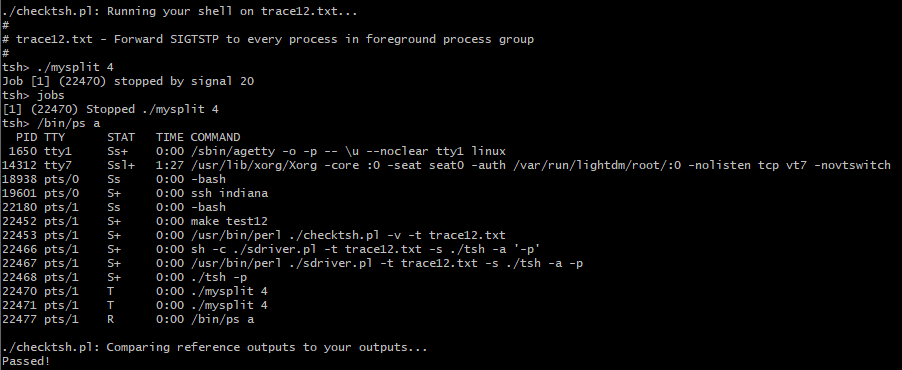 ./checktsh.pl: Running your shell on trace12.txt...
#
# trace12.txt - Forward SIGTSTP to every process in foreground process group
#
tsh> ./mysplit 4
Job [1] (22470) stopped by signal 20
tsh> jobs
[1] (22470) Stopped ./mysplit 4
tsh> /bin/ps a
  PID TTY      STAT   TIME COMMAND
 1650 tty1     Ss+    0:00 /sbin/agetty -o -p -- \u --noclear tty1 linux
14312 tty7     Ssl+   1:27 /usr/lib/xorg/Xorg -core :0 -seat seat0 -auth /var/run/lightdm/root/:0 -nolisten tcp vt7 -novtswitch
18938 pts/0    Ss     0:00 -bash
19601 pts/0    S+     0:00 ssh indiana
22180 pts/1    Ss     0:00 -bash
22452 pts/1    S+     0:00 make test12
22453 pts/1    S+     0:00 /usr/bin/perl ./checktsh.pl -v -t trace12.txt
22466 pts/1    S+     0:00 sh -c ./sdriver.pl -t trace12.txt -s ./tsh -a '-p'
22467 pts/1    S+     0:00 /usr/bin/perl ./sdriver.pl -t trace12.txt -s ./tsh -a -p
22468 pts/1    S+     0:00 ./tsh -p
22470 pts/1    T      0:00 ./mysplit 4
22471 pts/1    T      0:00 ./mysplit 4
22477 pts/1    R      0:00 /bin/ps a
./checktsh.pl: Comparing reference outputs to your outputs...
Passed!